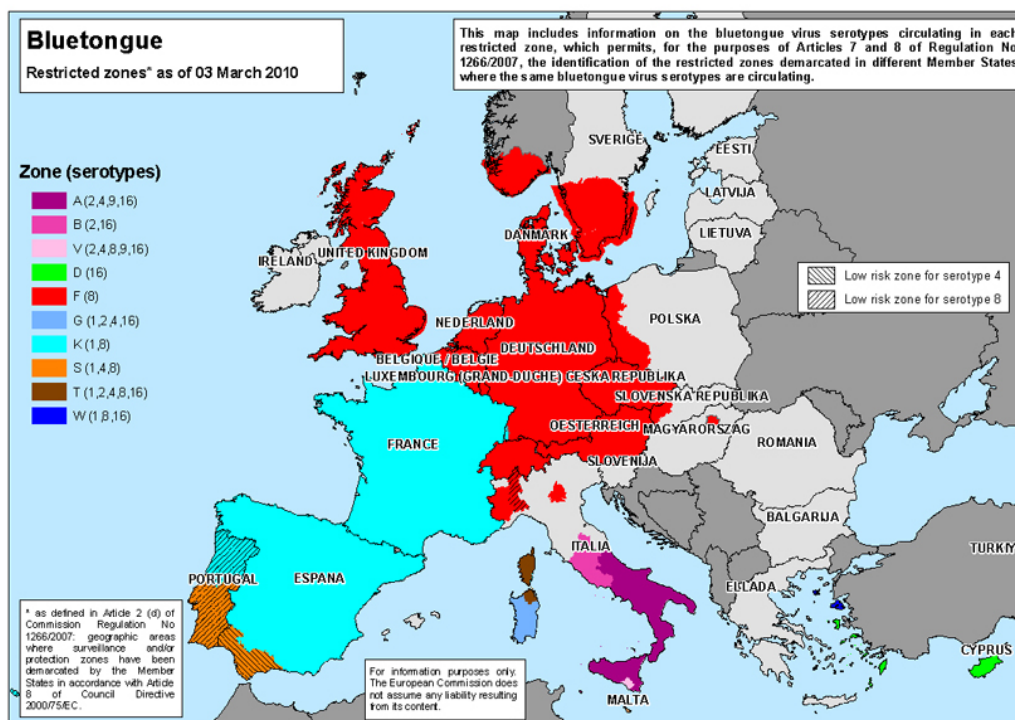 Bluetongue
Restricted zones* as of 03 March 2010
This map includes information on the bluetongue virus serotypes circulating in each
restricted zone, which permits, for the purposes of Articles 7 and 8 of Regulation No
1266/2007, the identification of the restricted zones demarcated in different Member States
where the same bluetongue virus serotypes are circulating.
Zone (serotypes)
A (2,4,9,16)
B (2,16)
V (2,4,8,9,16)
D (16)
F (8)
G (1,2,4,16)
K (1,8)
S (1,4,8)
T (1,2,4,8,16)
W (1,8,16)
Low risk zone for serotype 4
Low risk zone for serotype 8
SVERIGE
EESTI
LATVIJA
LIETUVA
DANMARK
IRELAND
UNITED KINGDOM
NEDERLAND
POLSKA
DEUTSCHLAND
BELGIQUE / BELGIE
LUXEMBOURG (GRAND-DUCHE)
CESKA REPUBLIKA
SLOVENSKA REPUBLIKA
OESTERREICH
MAGYARORSZAG
FRANCE
ROMANIA
SLOVENIJA
BALGARIJA
ITALIA
TURKIY
PORTUGAL
ESPANA
ELLADA
CYPRUS
MALTA
* as defined in Article 2 (d) of
Commission Regulation No
1266/2007: geographic areas
where surveillance and/or
protection zones have been
demarcated by the Member
States in accordance with Article
8 of Council Directive
2000/75/EC.
For information purposes only.
The European Commission does
not assume any liability resulting
from its content.